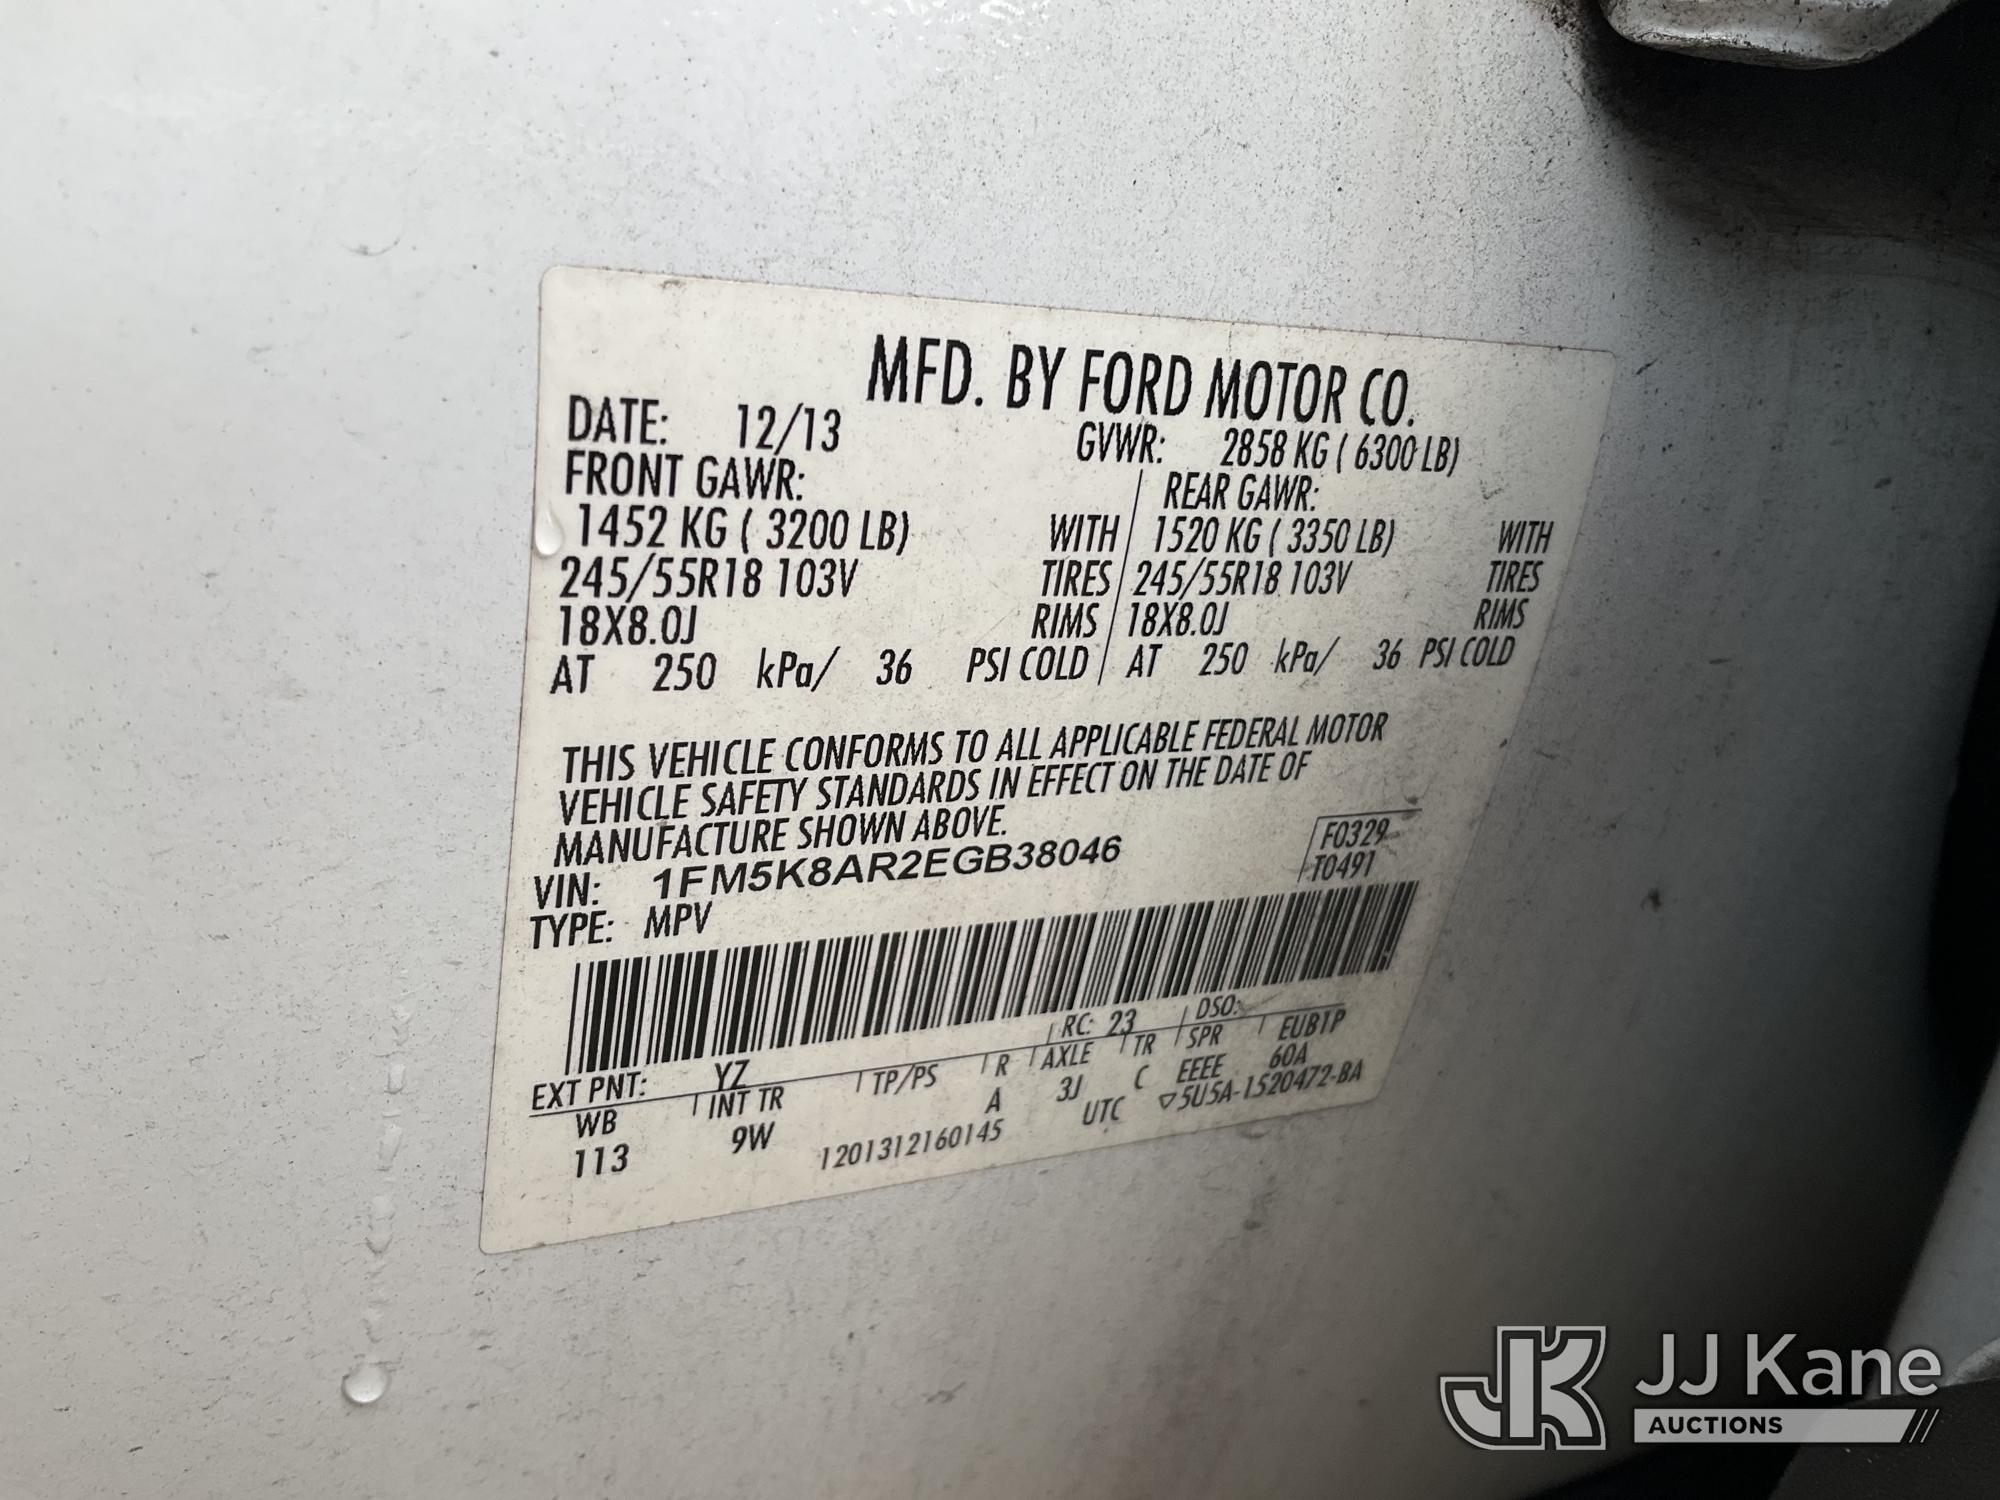 MFD. BY FORD MOTOR CO.
DATE: 12/13 GVWR: 2858 KG ( 6300 LB)
FRONT GAWR: REAR GAWR:
1452 KG ( 3200 LB) WITH 1520 KG ( 3350 LB) WITH
245/55R18 103V TIRES 245/55R18 103V TIRES
18X8.0J RIMS 18X8.0J RIMS
AT 250 kPa/ 36 PSI COLD AT 250 kPa/ 36 PSI COLD
THIS VEHICLE CONFORMS TO ALL APPLICABLE FEDERAL MOTOR
VEHICLE SAFETY STANDARDS IN EFFECT ON THE DATE OF
MANUFACTURE SHOWN ABOVE.
VIN: 1FM5K8AR2EGB38046 F0329
TYPE: MPV T0491
EXT PNT: YZ RC: 23 DSO:
WB INT TR TP/PS R AXLE TR SPR EUB1P
113 9W A 3J C EEEE 60A
1201312160145 UTC ▽5U5A-1520472-BA
JK JJ Kane
AUCTIONS